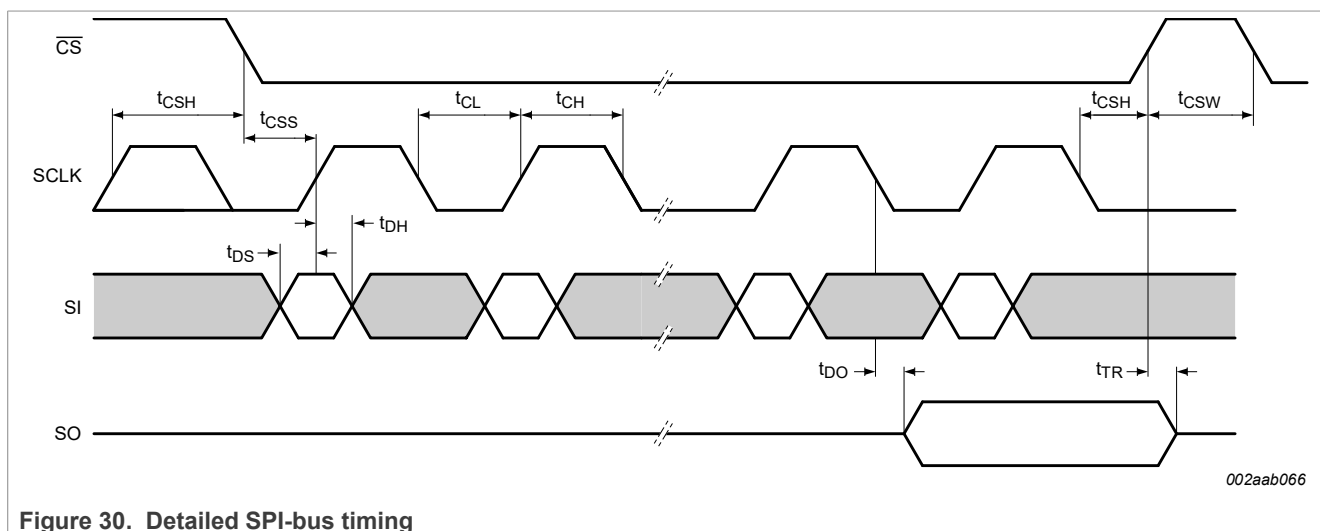 CS
tCSH
tCSS
tCL
tCH
tCSH
tCSW
SCLK
tDH
tDS
SI
tDO
tTR
SO
002aab066
Figure 30. Detailed SPI-bus timing